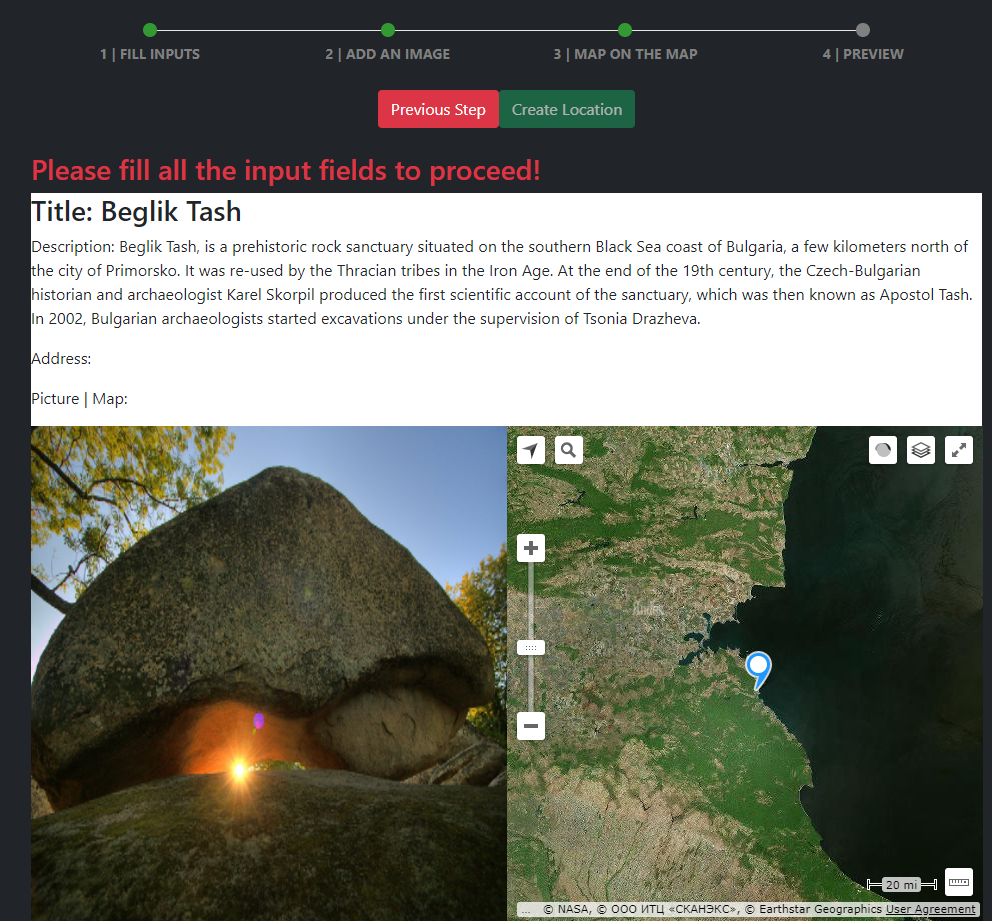 1 | FILL INPUTS
2 | ADD AN IMAGE
3 | MAP ON THE MAP
4 | PREVIEW
Previous Step
Create Location
Please fill all the input fields to proceed!
Title: Beglik Tash
Description: Beglik Tash, is a prehistoric rock sanctuary situated on the southern Black Sea coast of Bulgaria, a few kilometers north of
the city of Primorsko. It was re-used by the Thracian tribes in the Iron Age. At the end of the 19th century, the Czech-Bulgarian
historian and archaeologist Karel Skorpil produced the first scientific account of the sanctuary, which was then known as Apostol Tash.
In 2002, Bulgarian archaeologists started excavations under the supervision of Tsonia Drazheva.
Address:
Picture | Map:
20 mi
... © NASA, © ООО ИТЦ «СКАНЭКС», © Earthstar Geographics User Agreement